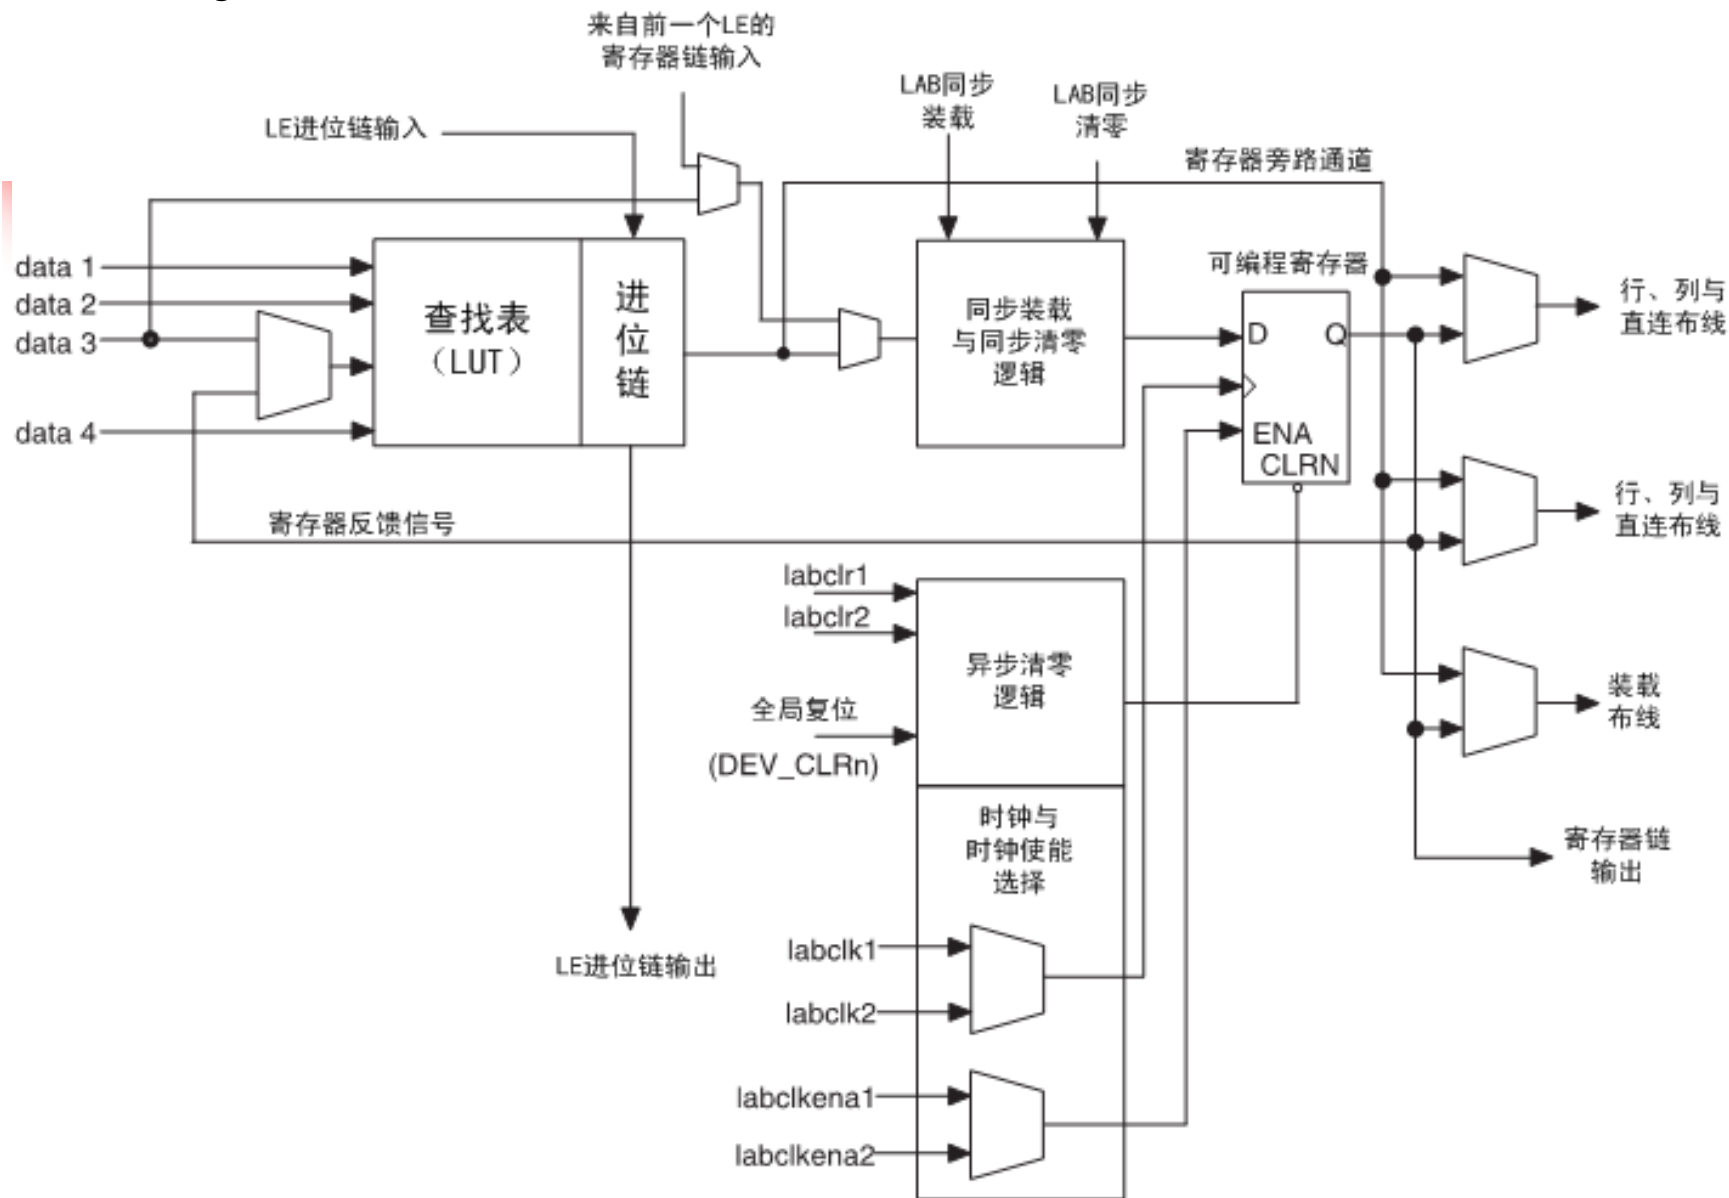 来自前一个LE的
寄存器链输入
LAB同步
装载
LAB同步
清零
LE进位链输入
寄存器旁路通道
data 1
data 2
data 3
data 4
查找表
（LUT）
进
位
链
同步装载
与同步清零
逻辑
可编程寄存器
D
Q
ENA
CLRN
行、列与
直连布线
行、列与
直连布线
寄存器反馈信号
labclr1
labclr2
异步清零
逻辑
全局复位
(DEV_CLRn)
装载
布线
时钟与
时钟使能
选择
寄存器链
输出
LE进位链输出
labclk1
labclk2
labclkena1
labclkena2